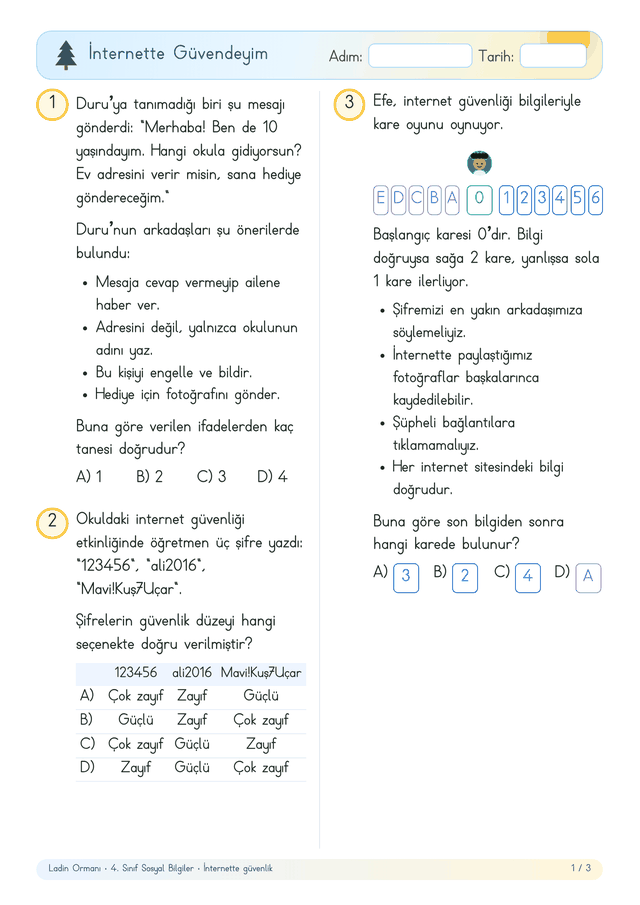 İnternette Güvendeyim
Adım:
Tarih:
1
Duru'ya tanımadığı biri şu mesajı
gönderdi: "Merhaba! Ben de 10
yaşındayım. Hangi okula gidiyorsun?
Ev adresini verir misin, sana hediye
göndereceğim."
Duru'nun arkadaşları şu önerilerde
bulundu:
• Mesaja cevap vermeyip ailene
haber ver.
• Adresini değil, yalnızca okulunun
adını yaz.
• Bu kişiyi engelle ve bildir.
• Hediye için fotoğrafını gönder.
Buna göre verilen ifadelerden kaç
tanesi doğrudur?
A) 1 B) 2 C) 3 D) 4
2
Okuldaki internet güvenliği
etkinliğinde öğretmen üç şifre yazdı:
"123456", "ali2016",
"Mavi!Kuş7Uçar".
Şifrelerin güvenlik düzeyi hangi
seçenekte doğru verilmiştir?
123456 ali2016 Mavi!Kuş7Uçar
A) Çok zayıf Zayıf Güçlü
B) Güçlü Zayıf Çok zayıf
C) Çok zayıf Güçlü Zayıf
D) Zayıf Güçlü Çok zayıf
3
Efe, internet güvenliği bilgileriyle
kare oyunu oynuyor.
E D C B A 0 1 2 3 4 5 6
Başlangıç karesi 0'dır. Bilgi
doğruysa sağa 2 kare, yanlışsa sola
1 kare ilerliyor.
• Şifremizi en yakın arkadaşımıza
söylemeliyiz.
• İnternette paylaştığımız
fotoğraflar başkalarınca
kaydedilebilir.
• Şüpheli bağlantılara
tıklamamalıyız.
• Her internet sitesindeki bilgi
doğrudur.
Buna göre son bilgiden sonra
hangi karede bulunur?
A) 3 B) 2 C) 4 D) A
Ladin Ormanı • 4. Sınıf Sosyal Bilgiler • İnternette güvenlik
1 / 3